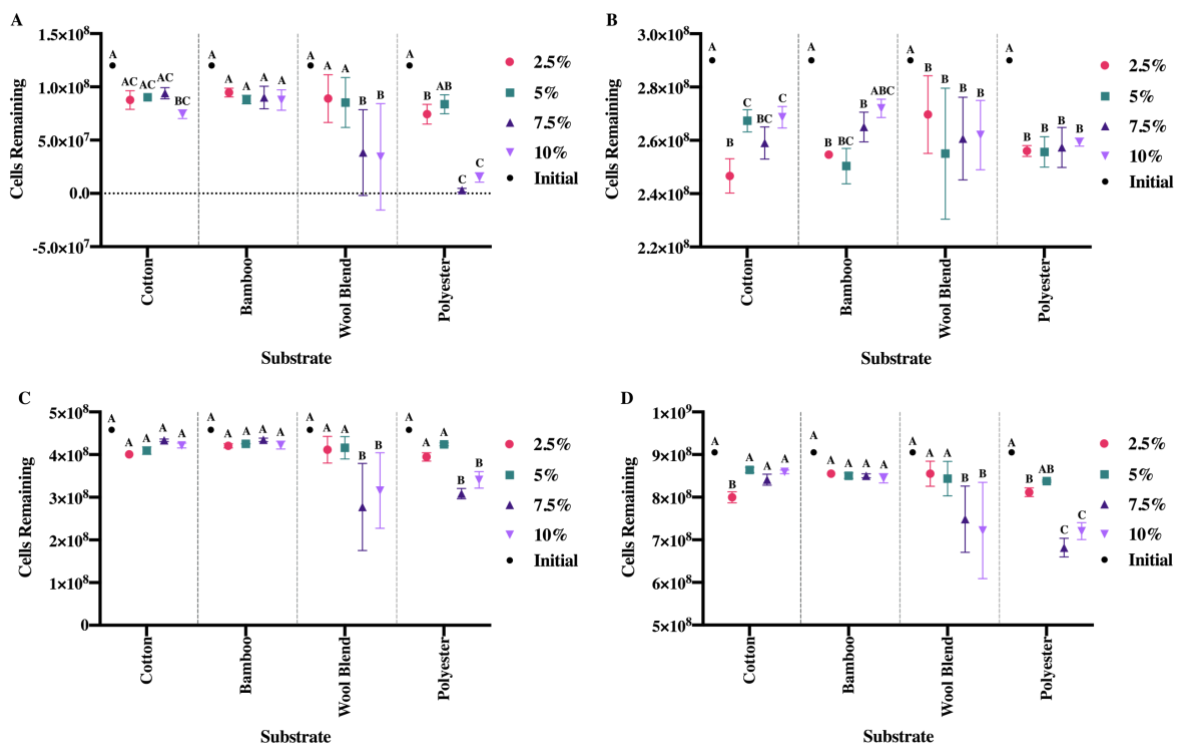 A
1.5×10⁸
1.0×10⁸
5.0×10⁷
0.0
-5.0×10⁷
Cells Remaining
A AC AC AC BC
A A A A A
A A A B B
A B AB C C
Cotton
Bamboo
Wool Blend
Polyester
Substrate
2.5%
5%
7.5%
10%
Initial
B
3.0×10⁸
2.8×10⁸
2.6×10⁸
2.4×10⁸
2.2×10⁸
Cells Remaining
A B C BC C
A B BC B ABC
A B B B B
A B B B B
Cotton
Bamboo
Wool Blend
Polyester
Substrate
2.5%
5%
7.5%
10%
Initial
C
5×10⁸
4×10⁸
3×10⁸
2×10⁸
1×10⁸
0
Cells Remaining
A A A A A
A A A A A
A A A B B
A A A B B
Cotton
Bamboo
Wool Blend
Polyester
Substrate
2.5%
5%
7.5%
10%
Initial
D
1×10⁹
9×10⁸
8×10⁸
7×10⁸
6×10⁸
5×10⁸
Cells Remaining
A B A A A
A A A A A
A A A B B
A B AB C C
Cotton
Bamboo
Wool Blend
Polyester
Substrate
2.5%
5%
7.5%
10%
Initial